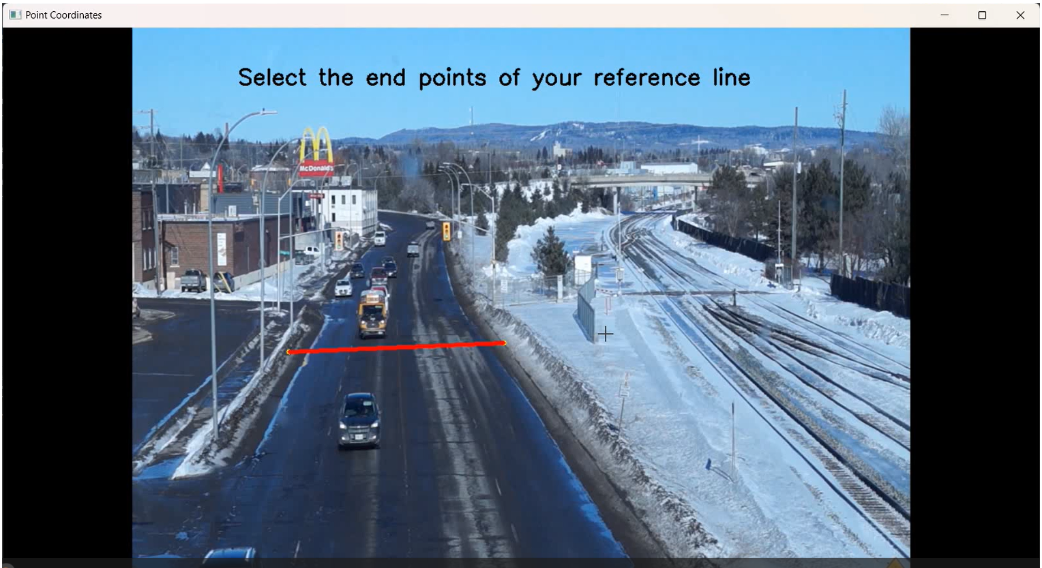 Point Coordinates
Select the end points of your reference line
McDonald's